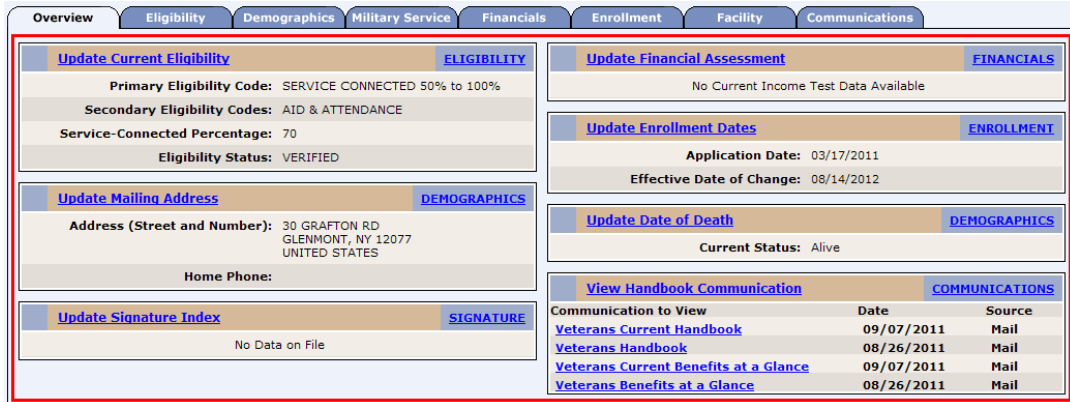 Overview Eligibility Demographics Military Service Financials Enrollment Facility Communications
Update Current Eligibility ELIGIBILITY
Primary Eligibility Code: SERVICE CONNECTED 50% to 100%
Secondary Eligibility Codes: AID & ATTENDANCE
Service-Connected Percentage: 70
Eligibility Status: VERIFIED
Update Mailing Address DEMOGRAPHICS
Address (Street and Number): 30 GRAFTON RD
GLENMONT, NY 12077
UNITED STATES
Home Phone:
Update Signature Index SIGNATURE
No Data on File
Update Financial Assessment FINANCIALS
No Current Income Test Data Available
Update Enrollment Dates ENROLLMENT
Application Date: 03/17/2011
Effective Date of Change: 08/14/2012
Update Date of Death DEMOGRAPHICS
Current Status: Alive
View Handbook Communication COMMUNICATIONS
Communication to View Date Source
Veterans Current Handbook 09/07/2011 Mail
Veterans Handbook 08/26/2011 Mail
Veterans Current Benefits at a Glance 09/07/2011 Mail
Veterans Benefits at a Glance 08/26/2011 Mail